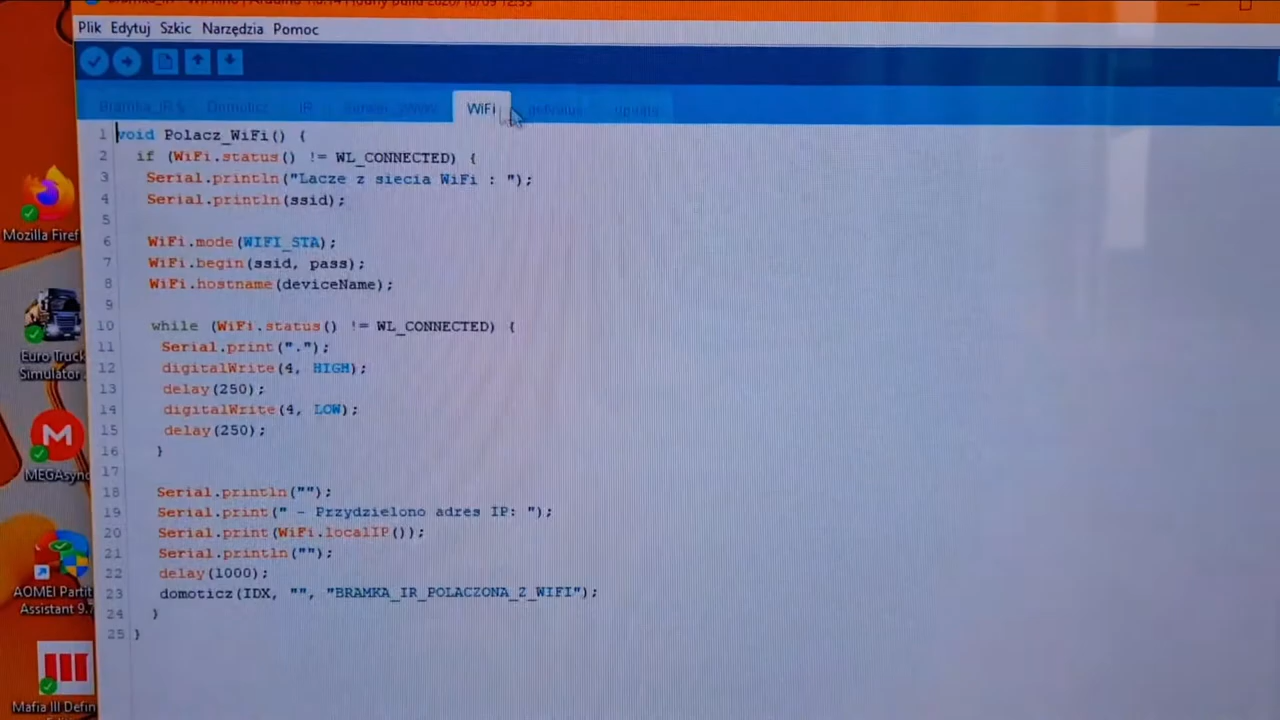 Plik Edytuj Szkic Narzędzia Pomoc
Bramka_IR § Domoticz IR WiFi
1 void Polacz_WiFi() {
2 if (WiFi.status() != WL_CONNECTED) {
3 Serial.println("Lacze z siecia WiFi : ");
4 Serial.println(ssid);
5
6 WiFi.mode(WIFI_STA);
7 WiFi.begin(ssid, pass);
8 WiFi.hostname(deviceName);
9
10 while (WiFi.status() != WL_CONNECTED) {
11 Serial.print(".");
12 digitalWrite(4, HIGH);
13 delay(250);
14 digitalWrite(4, LOW);
15 delay(250);
16 }
17
18 Serial.println("");
19 Serial.print(" - Przydzielono adres IP: ");
20 Serial.print(WiFi.localIP());
21 Serial.println("");
22 delay(1000);
23 domoticz(IDX, "", "BRAMKA_IR_POLACZONA_Z_WIFI");
24 }
25 }
Mozilla Firef
Euro Truck
Simulator
MEGAsync
AOMEI Partit
Assistant 9.7
Mafia III Defin